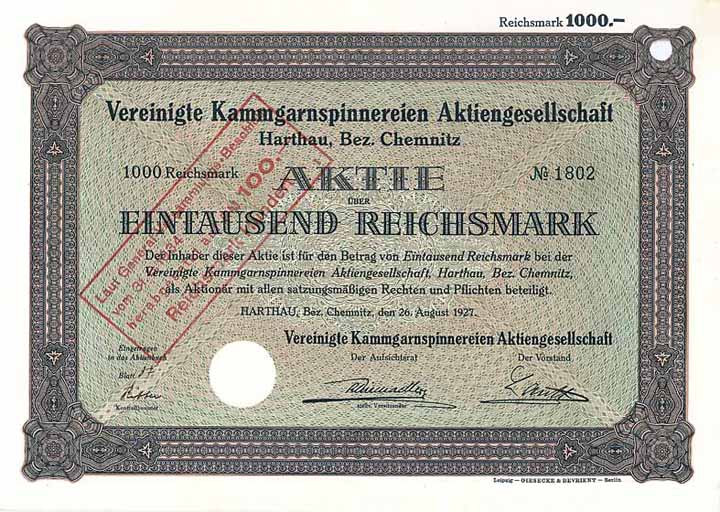 Reichsmark 1000.—
Vereinigte Kammgarnspinnereien Aktiengesellschaft
Harthau, Bez. Chemnitz
1000 Reichsmark
AKTIE
№ 1802
ÜBER
EINTAUSEND REICHSMARK
Der Inhaber dieser Aktie ist für den Betrag von Eintausend Reichsmark bei der
Vereinigte Kammgarnspinnereien Aktiengesellschaft, Harthau, Bez. Chemnitz,
als Aktionär mit allen satzungsmäßigen Rechten und Pflichten beteiligt.
HARTHAU, Bez. Chemnitz, den 26. August 1927.
Vereinigte Kammgarnspinnereien Aktiengesellschaft
Der Aufsichtsrat
Der Vorstand
Eingetragen
in das Aktienbuch
Blatt
Kontrollbeamter
stellv. Vorsitzender
Laut Generalversammlungs-Beschluß
vom
herab
100.—
Reichsmark
Leipzig — GIESECKE & DEVRIENT — Berlin.